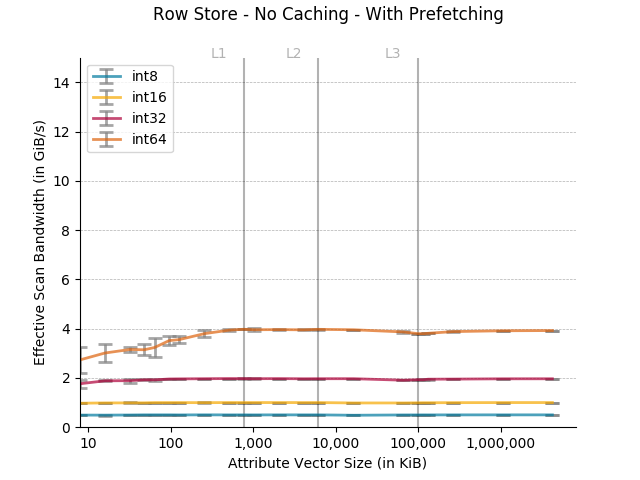 Row Store - No Caching - With Prefetching
L1 L2 L3
int8
int16
int32
int64
14
12
10
8
6
4
2
0
Effective Scan Bandwidth (in GiB/s)
10 100 1,000 10,000 100,000 1,000,000
Attribute Vector Size (in KiB)